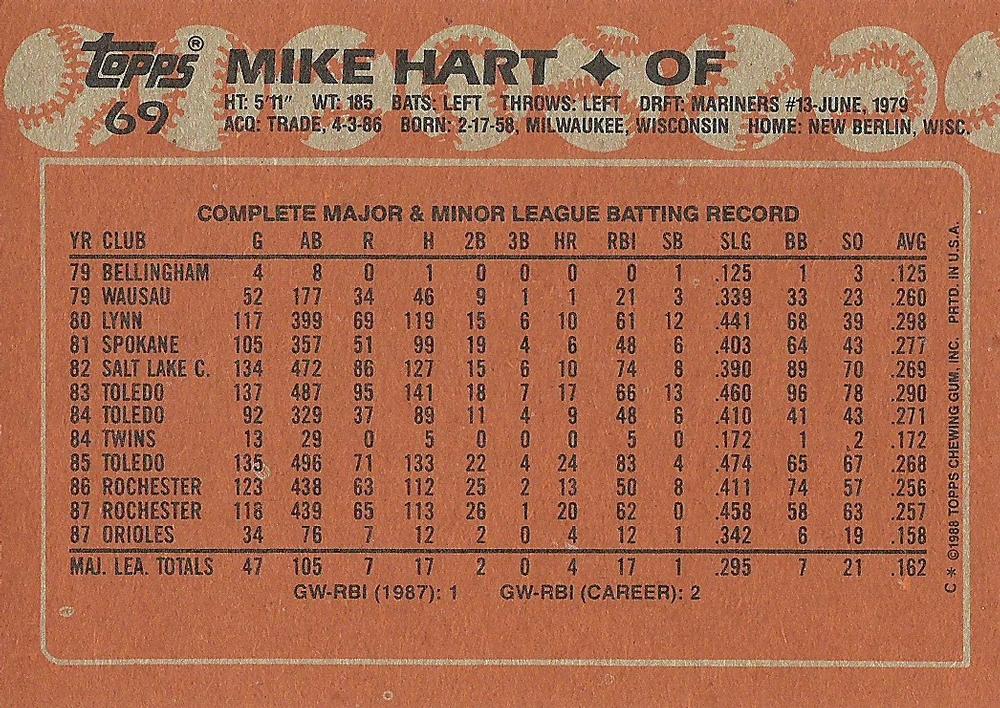 Topps® MIKE HART ✦ OF
69
HT: 5'11" WT: 185 BATS: LEFT THROWS: LEFT DRFT: MARINERS #13-JUNE, 1979
ACQ: TRADE, 4-3-86 BORN: 2-17-58, MILWAUKEE, WISCONSIN HOME: NEW BERLIN, WISC.
COMPLETE MAJOR & MINOR LEAGUE BATTING RECORD
YR CLUB G AB R H 2B 3B HR RBI SB SLG BB SO AVG
79 BELLINGHAM 4 8 0 1 0 0 0 0 1 .125 1 3 .125
79 WAUSAU 52 177 34 46 9 1 1 21 3 .339 33 23 .260
80 LYNN 117 399 69 119 15 6 10 61 12 .441 68 39 .298
81 SPOKANE 105 357 51 99 19 4 6 48 6 .403 64 43 .277
82 SALT LAKE C. 134 472 86 127 15 6 10 74 8 .390 89 70 .269
83 TOLEDO 137 487 95 141 18 7 17 66 13 .460 96 78 .290
84 TOLEDO 92 329 37 89 11 4 9 48 6 .410 41 43 .271
84 TWINS 13 29 0 5 0 0 0 5 0 .172 1 2 .172
85 TOLEDO 135 496 71 133 22 4 24 83 4 .474 65 67 .268
86 ROCHESTER 123 438 63 112 25 2 13 50 8 .411 74 57 .256
87 ROCHESTER 116 439 65 113 26 1 20 62 0 .458 58 63 .257
87 ORIOLES 34 76 7 12 2 0 4 12 1 .342 6 19 .158
MAJ. LEA. TOTALS 47 105 7 17 2 0 4 17 1 .295 7 21 .162
GW-RBI (1987): 1 GW-RBI (CAREER): 2
C * ©1988 TOPPS CHEWING GUM, INC. PRTD. IN U.S.A.